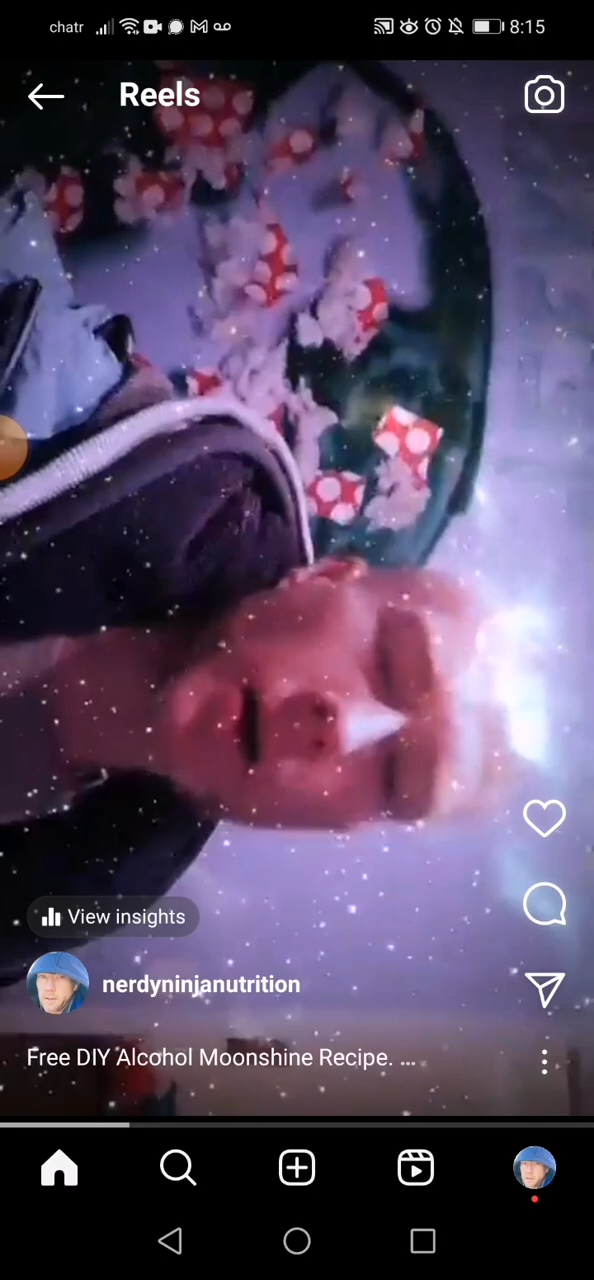 chatr 8:15
Reels
View insights
nerdyninjanutrition
Free DIY Alcohol Moonshine Recipe. ...